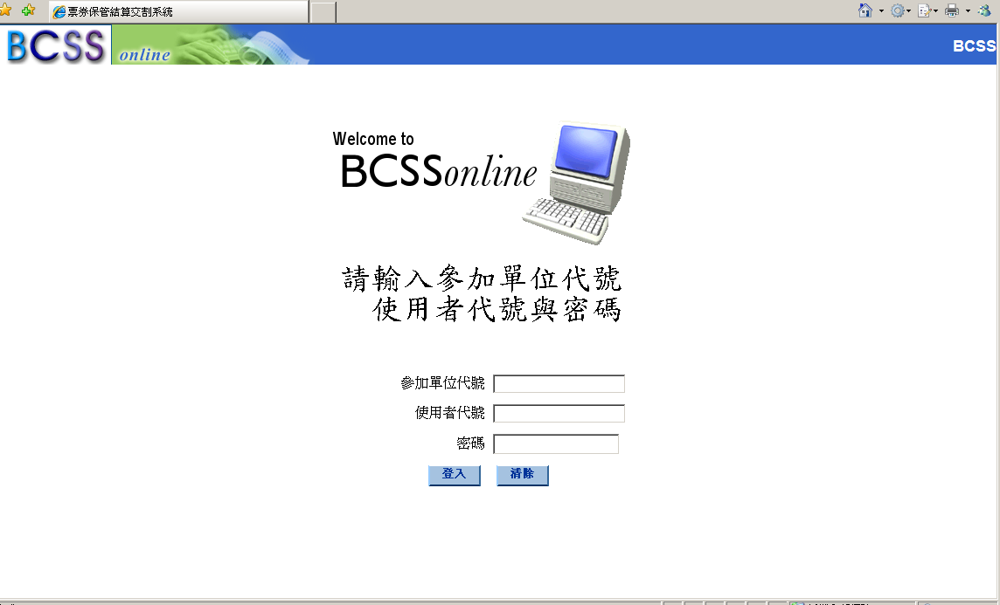 票券保管結算交割系統
BCSS online
BCSS
Welcome to
BCSSonline
請輸入參加單位代號
使用者代號與密碼
參加單位代號
使用者代號
密碼
登入 清除